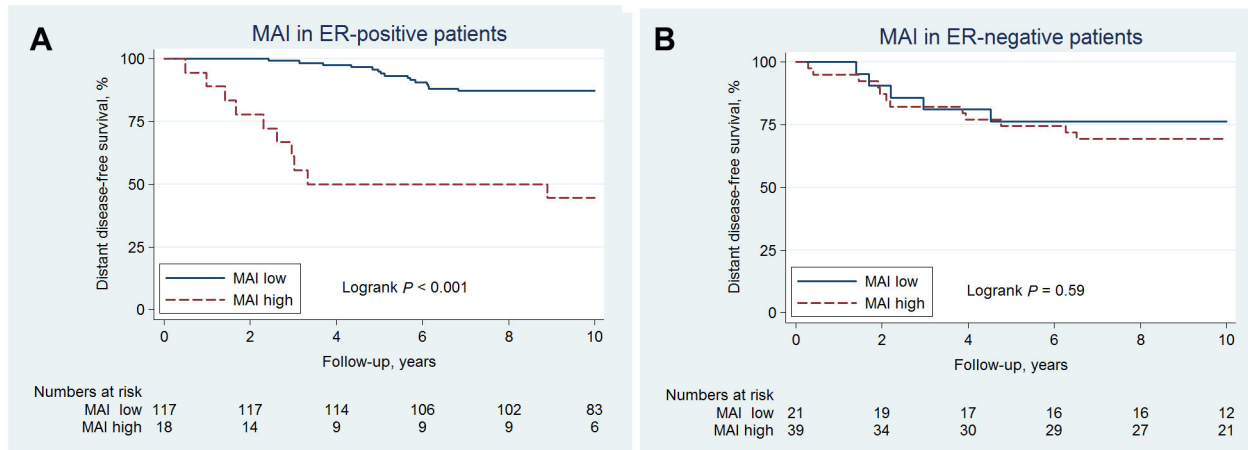 A
MAI in ER-positive patients
Distant disease-free survival, %
100
75
50
25
0
MAI low
MAI high
Logrank P < 0.001
0 2 4 6 8 10
Follow-up, years
Numbers at risk
MAI low 117 117 114 106 102 83
MAI high 18 14 9 9 9 6
B
MAI in ER-negative patients
Distant disease-free survival, %
100
75
50
25
0
MAI low
MAI high
Logrank P = 0.59
0 2 4 6 8 10
Follow-up, years
Numbers at risk
MAI low 21 19 17 16 16 12
MAI high 39 34 30 29 27 21